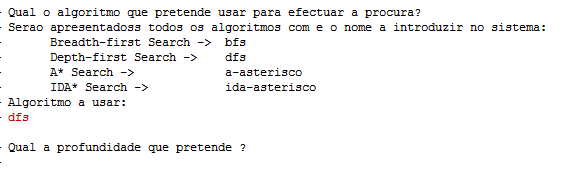 Qual o algoritmo que pretende usar para efectuar a procura?
Serao apresentadoss todos os algoritmos com e o nome a introduzir no sistema:
Breadth-first Search -> bfs
Depth-first Search -> dfs
A* Search -> a-asterisco
IDA* Search -> ida-asterisco
Algoritmo a usar:
dfs
Qual a profundidade que pretende ?